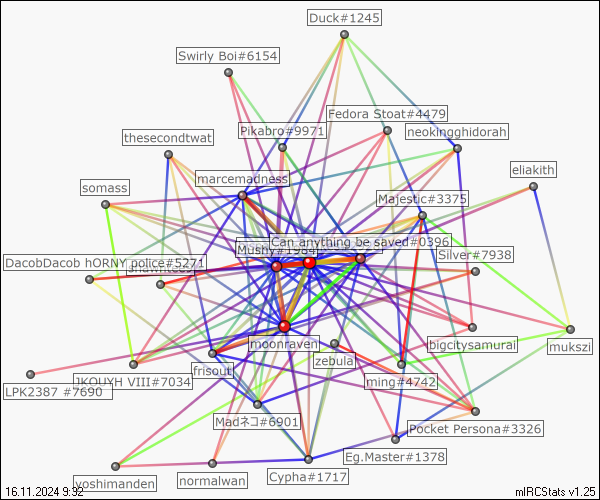 Duck#1245
Swirly Boi#6154
Fedora Stoat#4479
Pikabro#9971
neokingghidorah
thesecondtwat
eliakith
marcemadness
somass
Majestic#3375
Can anything be saved#0396
Mushy#1984
Silver#7938
DacobDacob hORNY police#5271
bigcitysamurai
moonraven
mukszi
zebula
frisout
JKOUYH VIII#7034
ming#4742
LPK2387 #7690
Madネコ#6901
Pocket Persona#3326
Eg.Master#1378
Cypha#1717
normalwan
yoshimanden
16.11.2024 9:32
mIRCStats v1.25